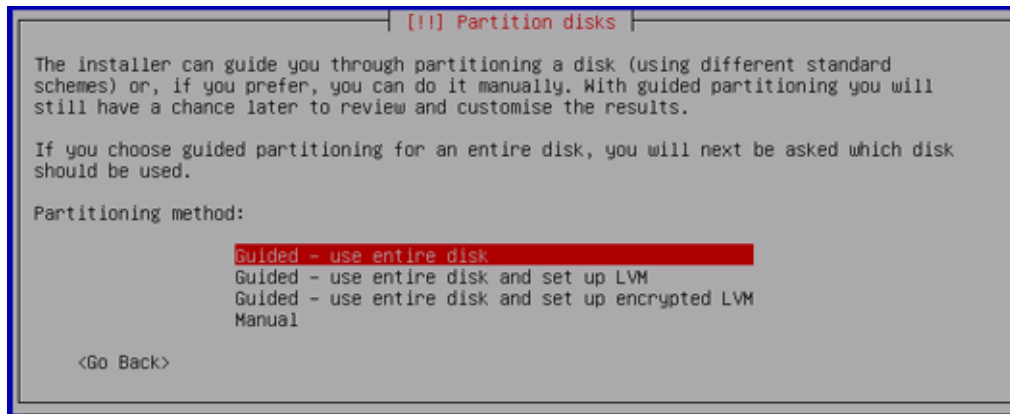 [!!] Partition disks
The installer can guide you through partitioning a disk (using different standard
schemes) or, if you prefer, you can do it manually. With guided partitioning you will
still have a chance later to review and customise the results.
If you choose guided partitioning for an entire disk, you will next be asked which disk
should be used.
Partitioning method:
Guided - use entire disk
Guided - use entire disk and set up LVM
Guided - use entire disk and set up encrypted LVM
Manual
<Go Back>